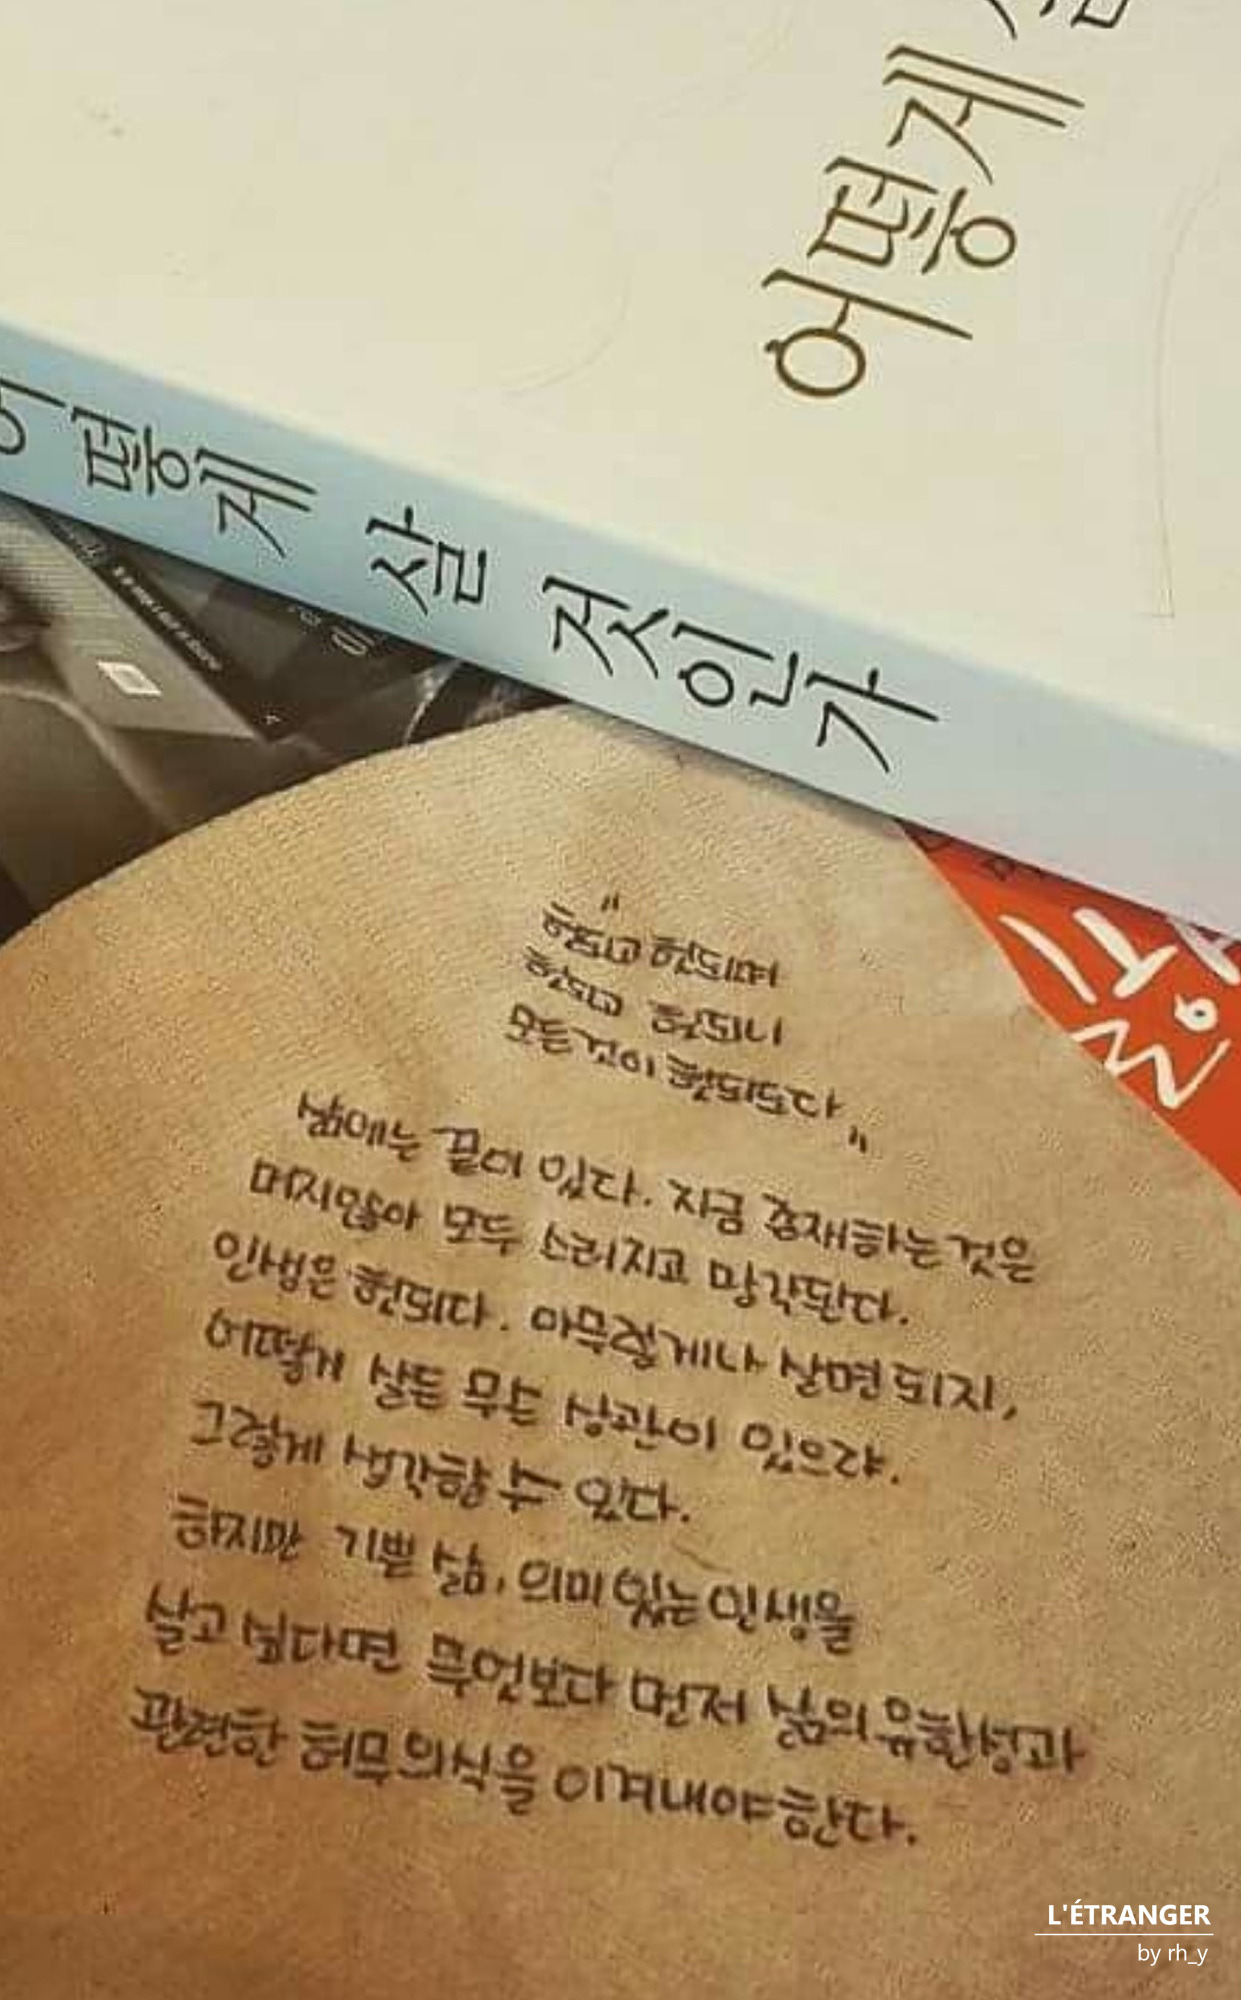 어떻게
어떻게 살 것인가
"
헛되고 헛되며
헛되고 헛되니
모든것이 헛되도다"
삶에는 끝이 있다. 지금 존재하는것은
머지않아 모두 스러지고 망각된다.
인생은 헛되다. 아무렇게나 살면 되지,
어떻게 살든 무슨 상관이 있으랴.
그렇게 생각할 수 있다.
하지만 기쁜 삶, 의미있는 인생을
살고 싶다면 무엇보다 먼저 삶의 유한성과
관련한 허무의식을 이겨내야한다.
L'ÉTRANGER
by rh_y